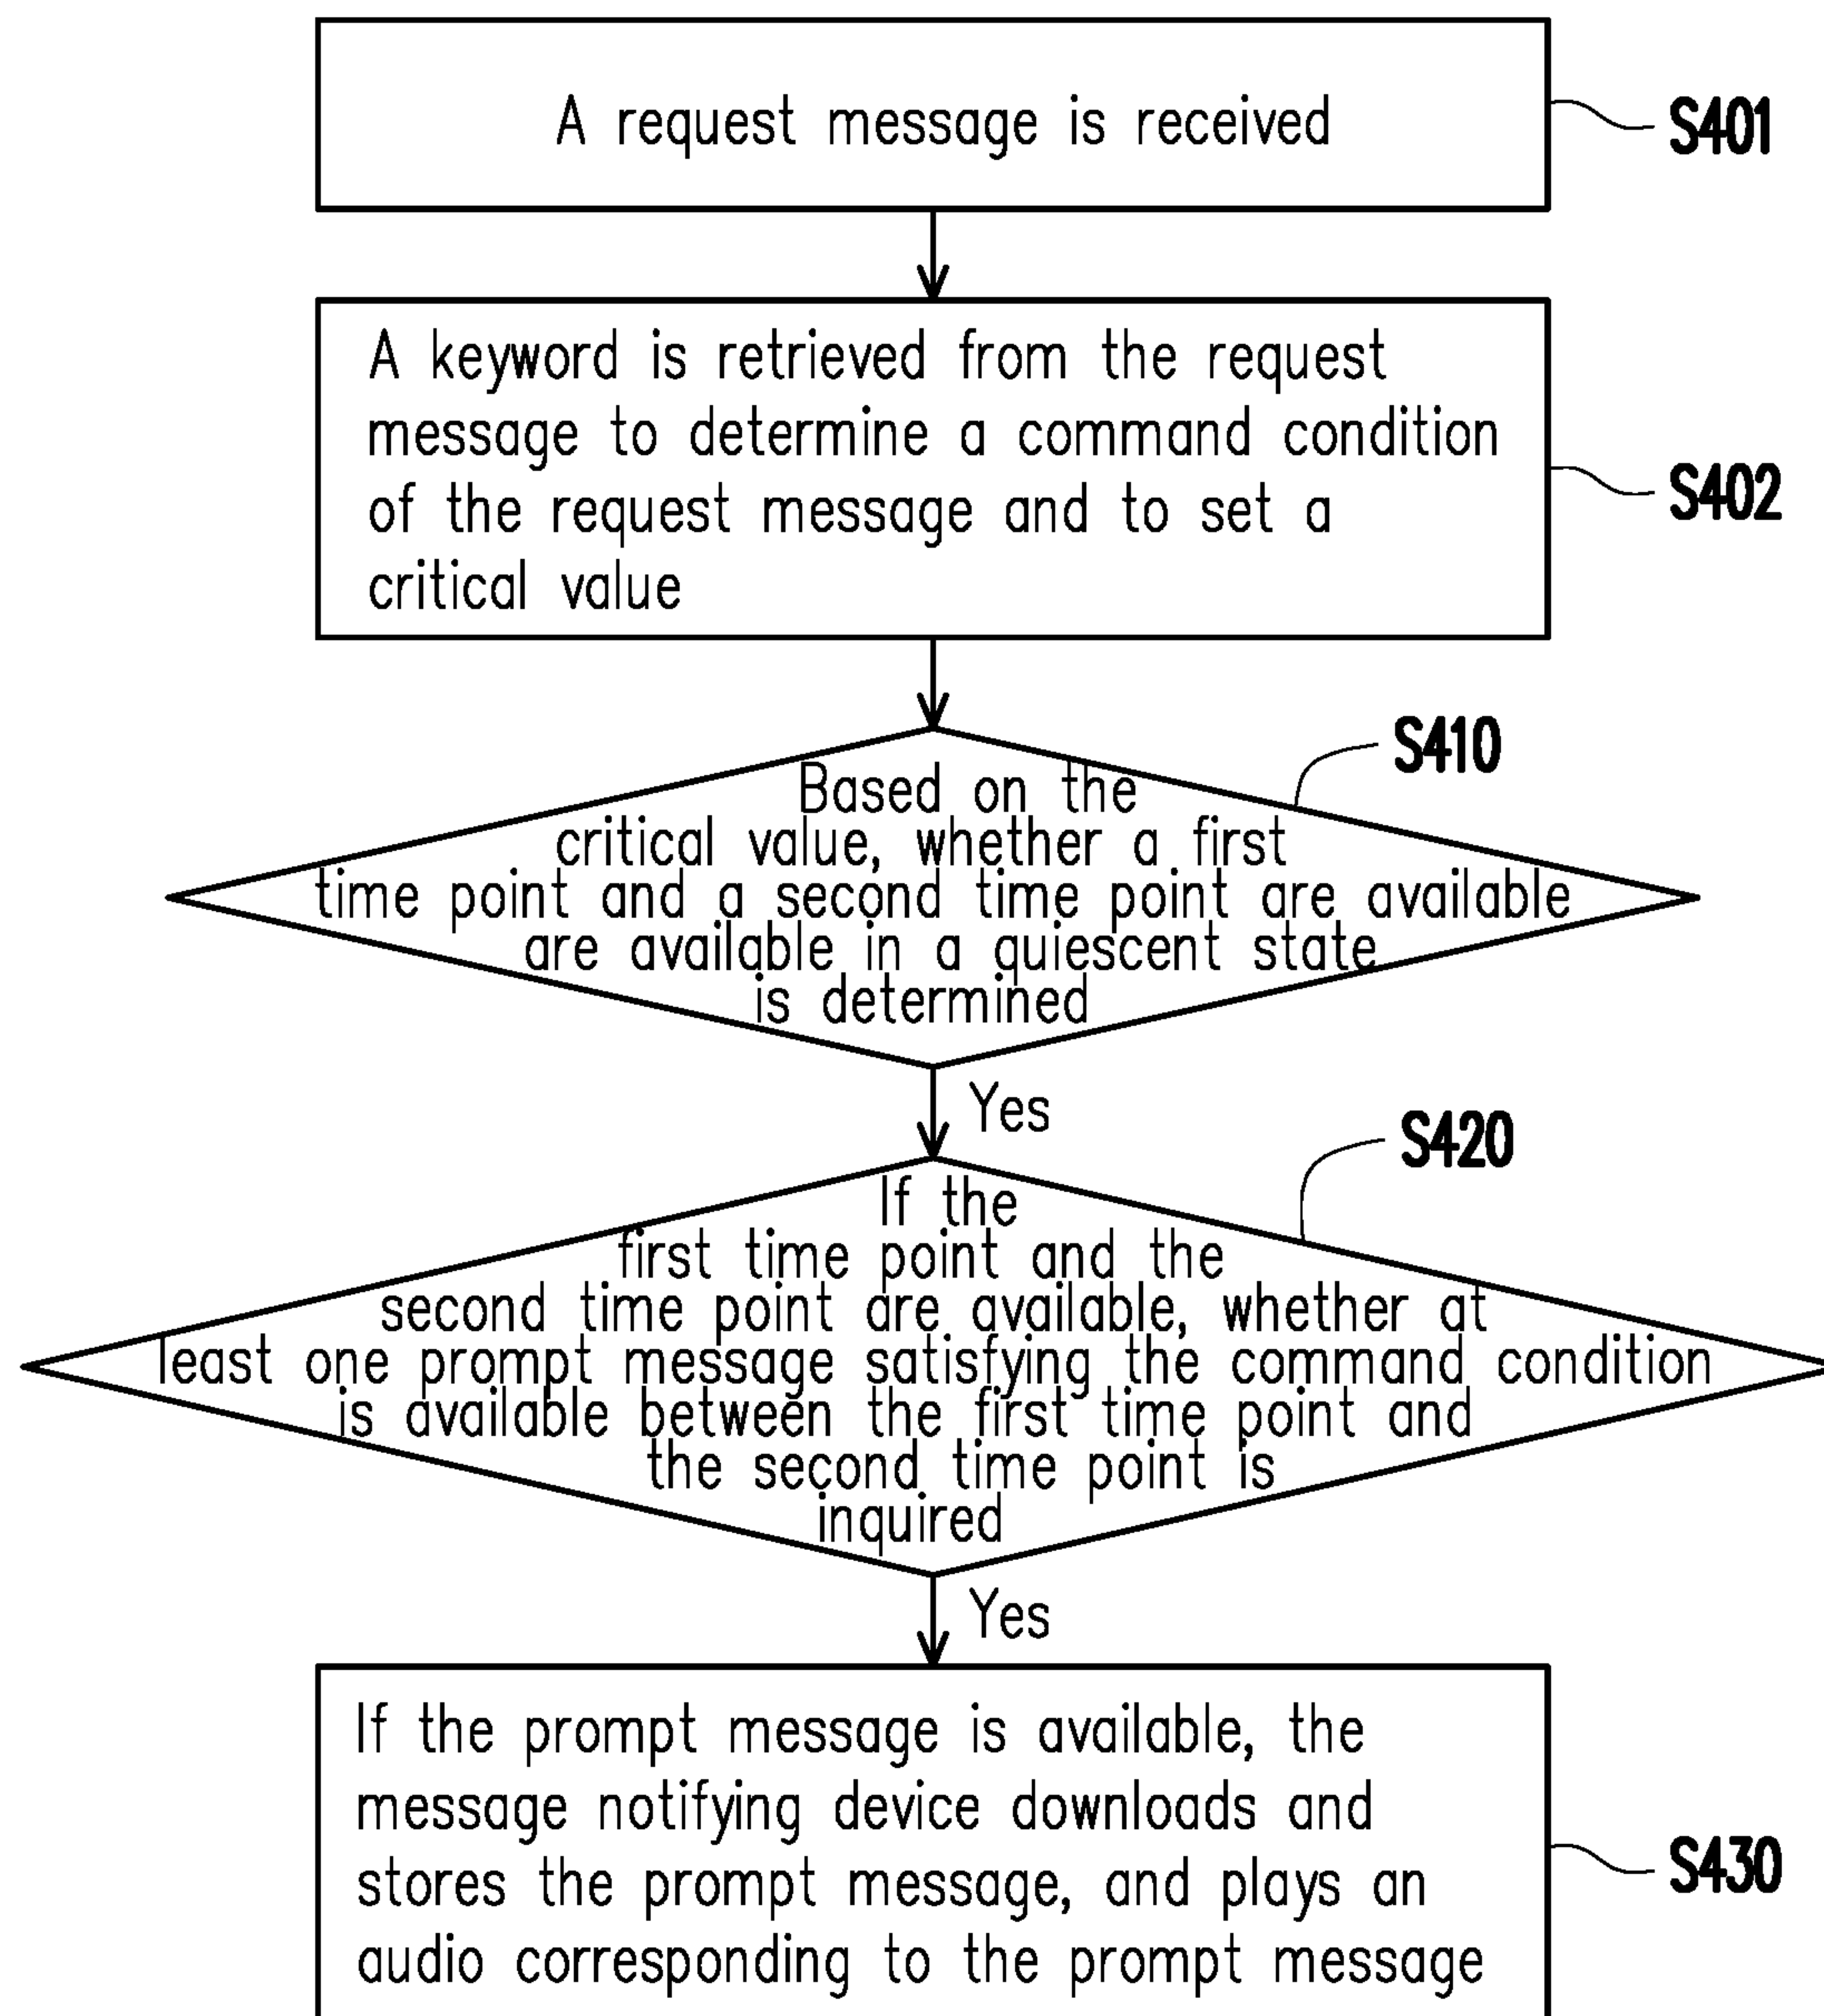 A request message is received
S401
A keyword is retrieved from the request
message to determine a command condition
of the request message and to set a
critical value
S402
S410
Based on the
critical value, whether a first
time point and a second time point are available
are available in a quiescent state
is determined
Yes
S420
If the
first time point and the
second time point are available, whether at
least one prompt message satisfying the command condition
is available between the first time point and
the second time point is
inquired
Yes
If the prompt message is available, the
message notifying device downloads and
stores the prompt message, and plays an
audio corresponding to the prompt message
S430